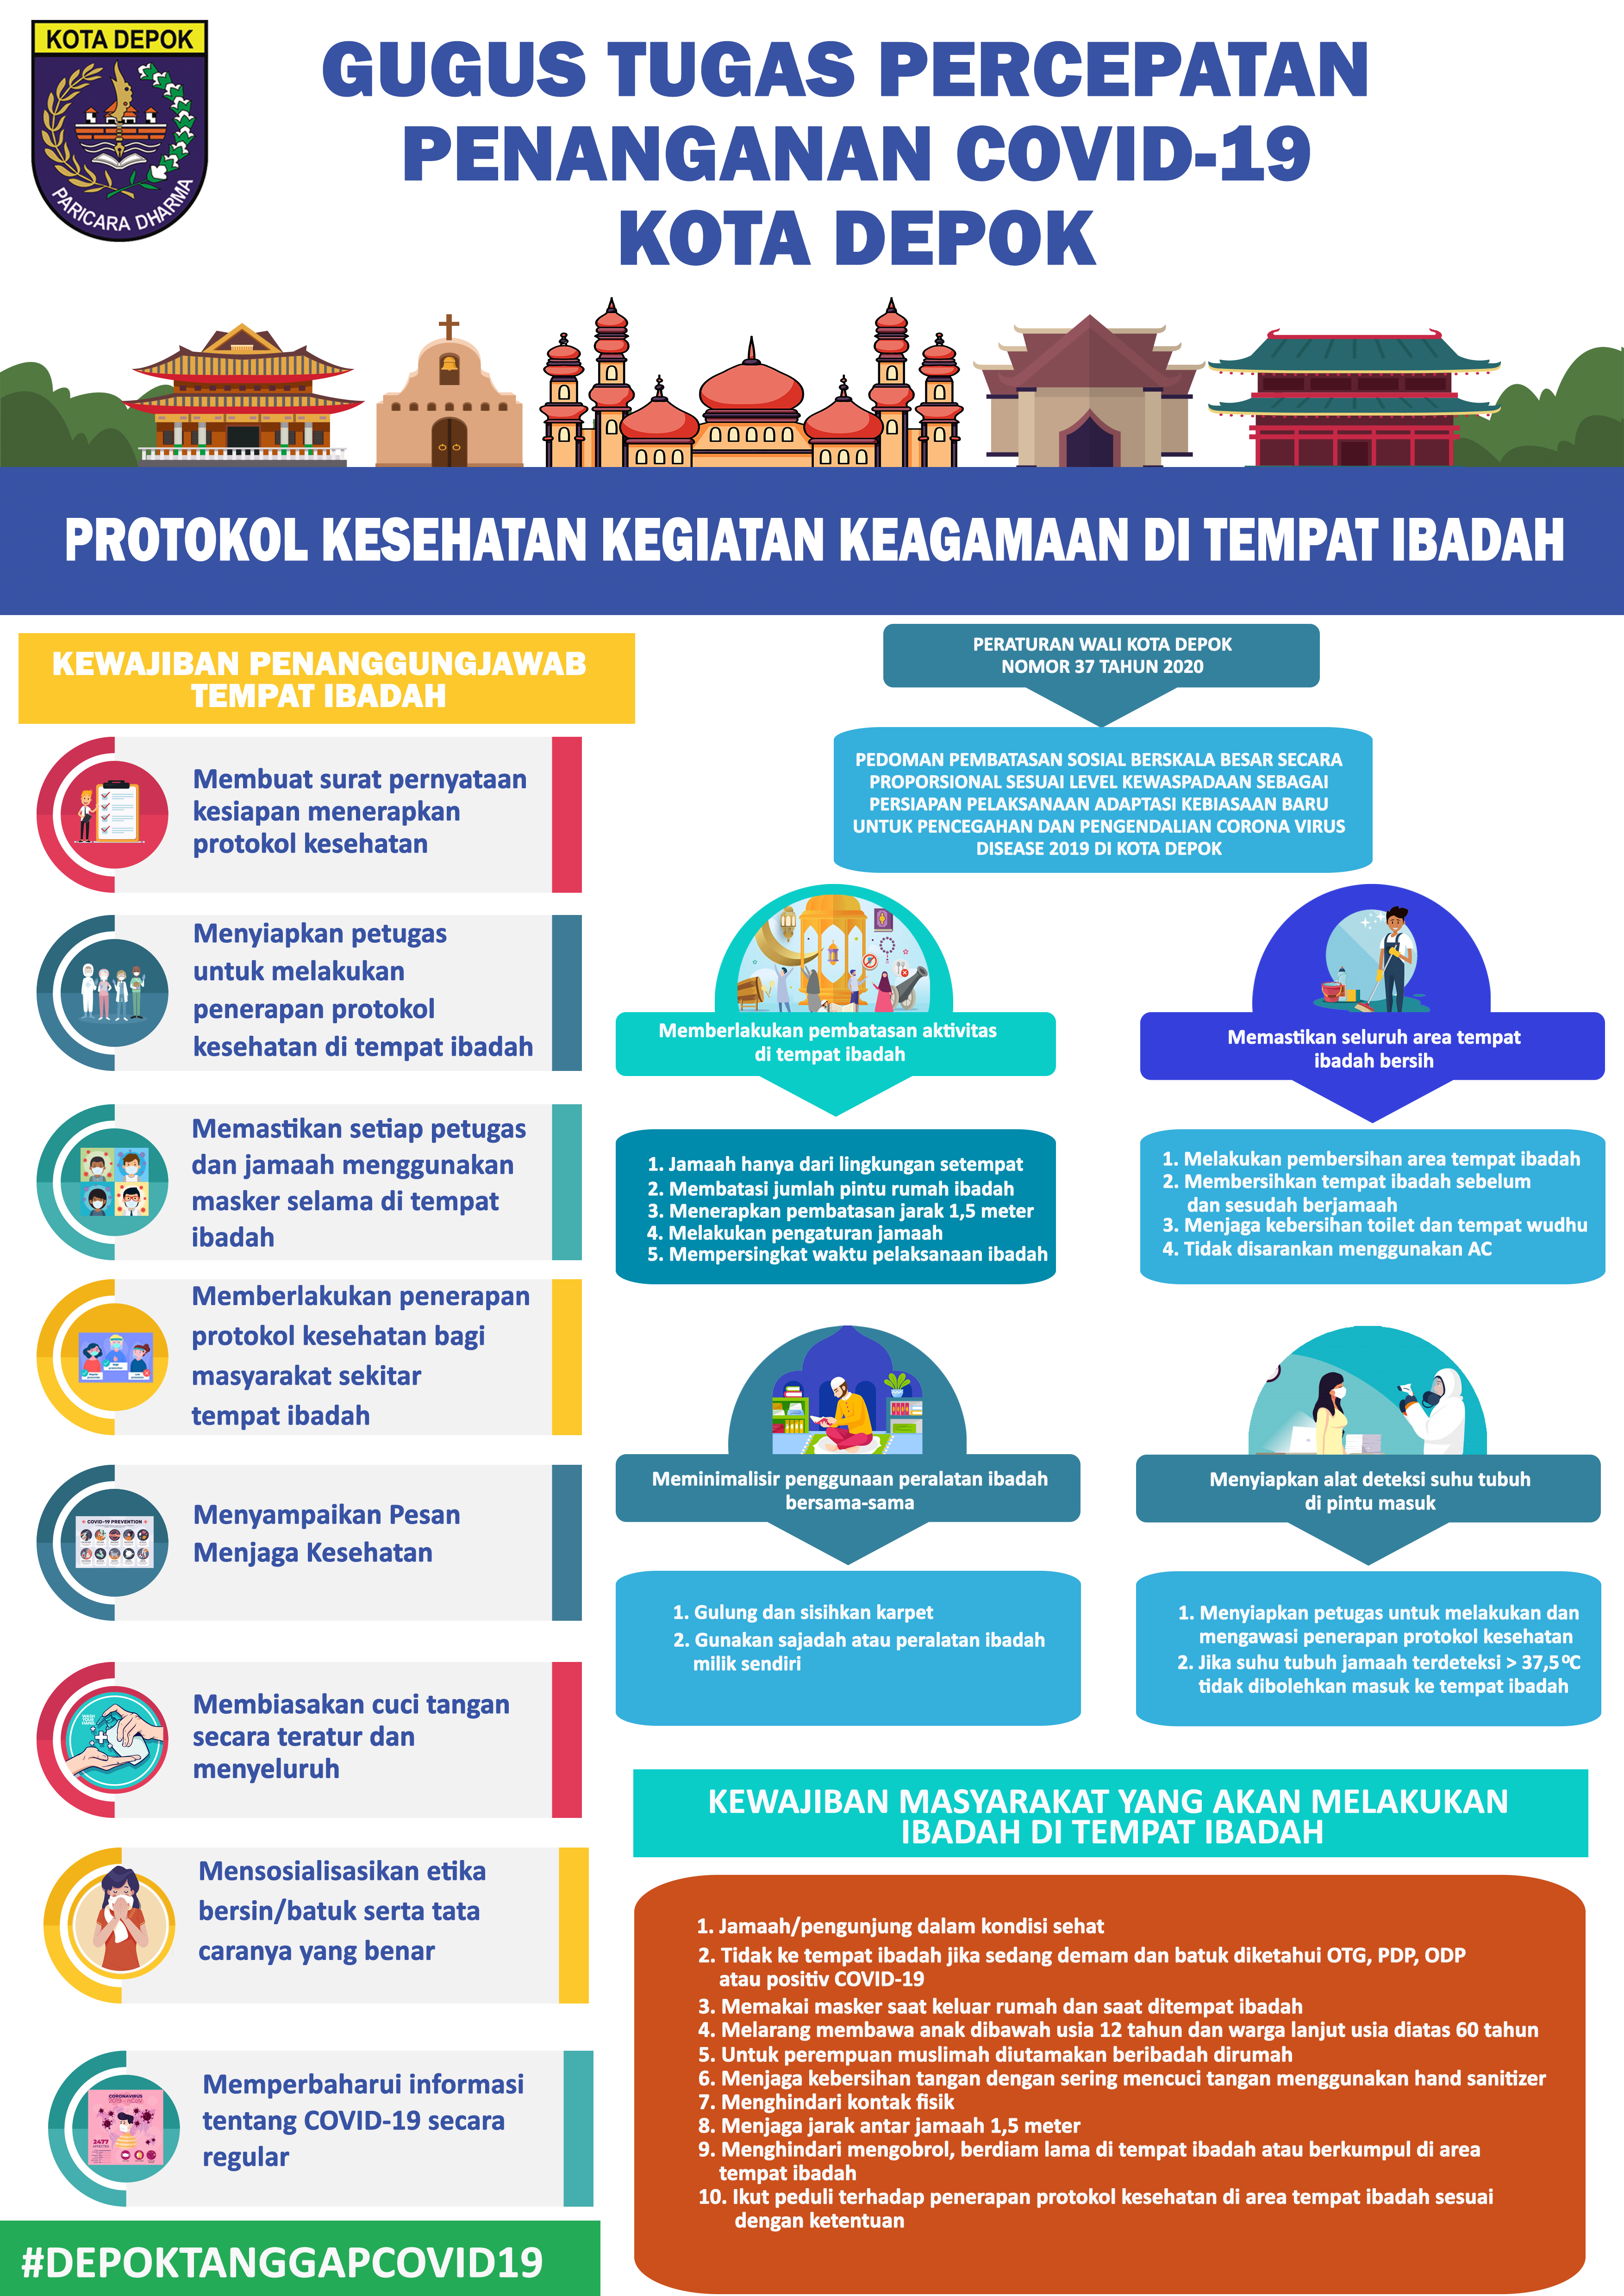 KOTA DEPOK
PARICARA DHARMA
GUGUS TUGAS PERCEPATAN
PENANGANAN COVID-19
KOTA DEPOK
PROTOKOL KESEHATAN KEGIATAN KEAGAMAAN DI TEMPAT IBADAH
KEWAJIBAN PENANGGUNGJAWAB
TEMPAT IBADAH
Membuat surat pernyataan
kesiapan menerapkan
protokol kesehatan
Menyiapkan petugas
untuk melakukan
penerapan protokol
kesehatan di tempat ibadah
Memastikan setiap petugas
dan jamaah menggunakan
masker selama di tempat
ibadah
Memberlakukan penerapan
protokol kesehatan bagi
masyarakat sekitar
tempat ibadah
COVID-19 PREVENTION
Menyampaikan Pesan
Menjaga Kesehatan
WASH
YOUR
HANDS
Membiasakan cuci tangan
secara teratur dan
menyeluruh
Mensosialisasikan etika
bersin/batuk serta tata
caranya yang benar
CORONAVIRUS
2019-nCOV
2477
Memperbaharui informasi
tentang COVID-19 secara
regular
#DEPOKTANGGAPCOVID19
PERATURAN WALI KOTA DEPOK
NOMOR 37 TAHUN 2020
PEDOMAN PEMBATASAN SOSIAL BERSKALA BESAR SECARA
PROPORSIONAL SESUAI LEVEL KEWASPADAAN SEBAGAI
PERSIAPAN PELAKSANAAN ADAPTASI KEBIASAAN BARU
UNTUK PENCEGAHAN DAN PENGENDALIAN CORONA VIRUS
DISEASE 2019 DI KOTA DEPOK
Memberlakukan pembatasan aktivitas
di tempat ibadah
1. Jamaah hanya dari lingkungan setempat
2. Membatasi jumlah pintu rumah ibadah
3. Menerapkan pembatasan jarak 1,5 meter
4. Melakukan pengaturan jamaah
5. Mempersingkat waktu pelaksanaan ibadah
Memastikan seluruh area tempat
ibadah bersih
1. Melakukan pembersihan area tempat ibadah
2. Membersihkan tempat ibadah sebelum
dan sesudah berjamaah
3. Menjaga kebersihan toilet dan tempat wudhu
4. Tidak disarankan menggunakan AC
Meminimalisir penggunaan peralatan ibadah
bersama-sama
1. Gulung dan sisihkan karpet
2. Gunakan sajadah atau peralatan ibadah
milik sendiri
Menyiapkan alat deteksi suhu tubuh
di pintu masuk
1. Menyiapkan petugas untuk melakukan dan
mengawasi penerapan protokol kesehatan
2. Jika suhu tubuh jamaah terdeteksi > 37,5°C
tidak dibolehkan masuk ke tempat ibadah
KEWAJIBAN MASYARAKAT YANG AKAN MELAKUKAN
IBADAH DI TEMPAT IBADAH
1. Jamaah/pengunjung dalam kondisi sehat
2. Tidak ke tempat ibadah jika sedang demam dan batuk diketahui OTG, PDP, ODP
atau positiv COVID-19
3. Memakai masker saat keluar rumah dan saat ditempat ibadah
4. Melarang membawa anak dibawah usia 12 tahun dan warga lanjut usia diatas 60 tahun
5. Untuk perempuan muslimah diutamakan beribadah dirumah
6. Menjaga kebersihan tangan dengan sering mencuci tangan menggunakan hand sanitizer
7. Menghindari kontak fisik
8. Menjaga jarak antar jamaah 1,5 meter
9. Menghindari mengobrol, berdiam lama di tempat ibadah atau berkumpul di area
tempat ibadah
10. Ikut peduli terhadap penerapan protokol kesehatan di area tempat ibadah sesuai
dengan ketentuan